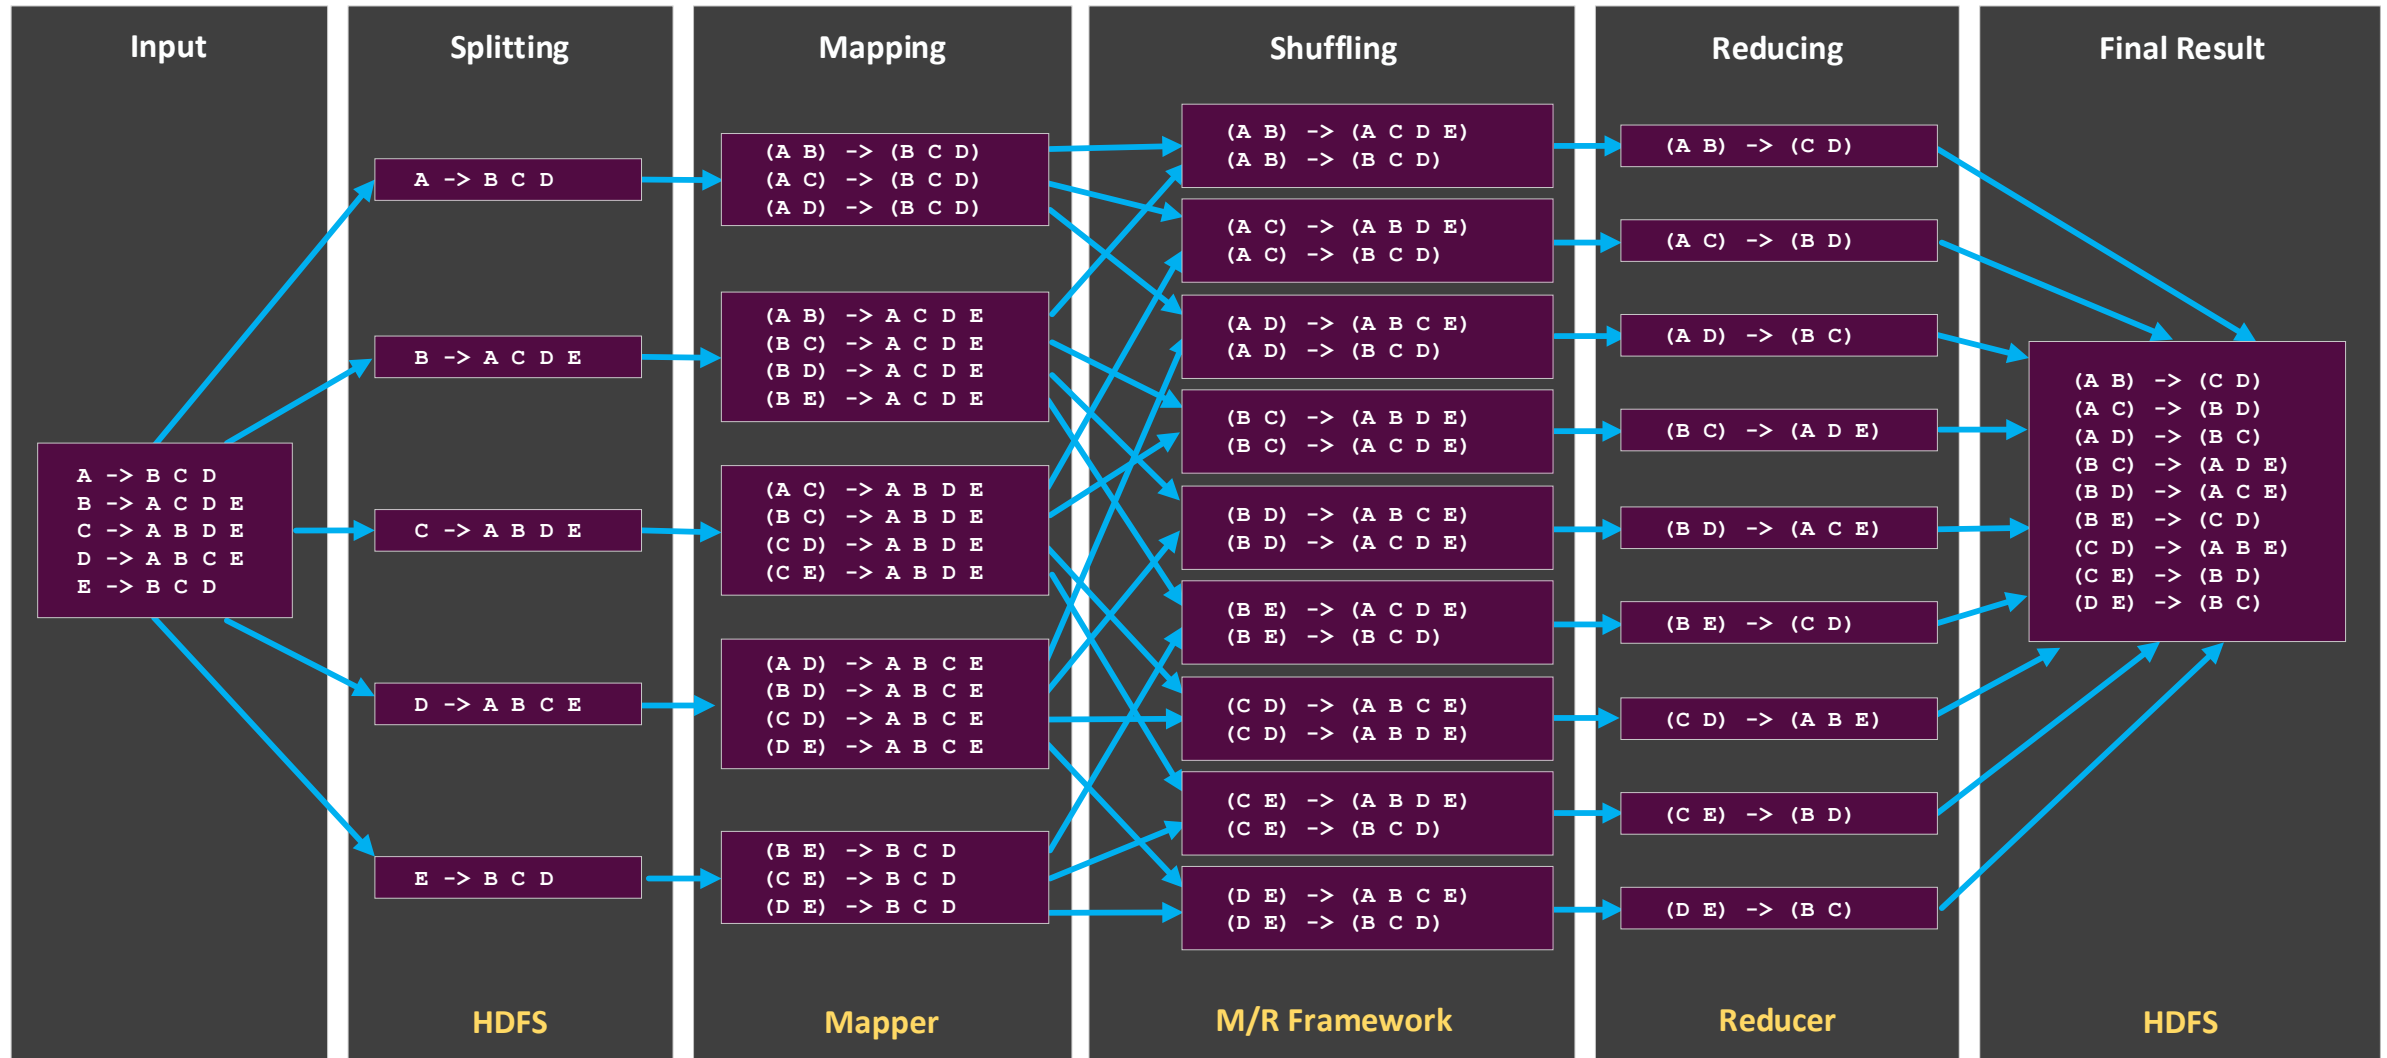 Input
A -> B C D
B -> A C D E
C -> A B D E
D -> A B C E
E -> B C D
Splitting
A -> B C D
B -> A C D E
C -> A B D E
D -> A B C E
E -> B C D
HDFS
Mapping
(A B) -> (B C D)
(A C) -> (B C D)
(A D) -> (B C D)
(A B) -> A C D E
(B C) -> A C D E
(B D) -> A C D E
(B E) -> A C D E
(A C) -> A B D E
(B C) -> A B D E
(C D) -> A B D E
(C E) -> A B D E
(A D) -> A B C E
(B D) -> A B C E
(C D) -> A B C E
(D E) -> A B C E
(B E) -> B C D
(C E) -> B C D
(D E) -> B C D
Mapper
Shuffling
(A B) -> (A C D E)
(A B) -> (B C D)
(A C) -> (A B D E)
(A C) -> (B C D)
(A D) -> (A B C E)
(A D) -> (B C D)
(B C) -> (A B D E)
(B C) -> (A C D E)
(B D) -> (A B C E)
(B D) -> (A C D E)
(B E) -> (A C D E)
(B E) -> (B C D)
(C D) -> (A B C E)
(C D) -> (A B D E)
(C E) -> (A B D E)
(C E) -> (B C D)
(D E) -> (A B C E)
(D E) -> (B C D)
M/R Framework
Reducing
(A B) -> (C D)
(A C) -> (B D)
(A D) -> (B C)
(B C) -> (A D E)
(B D) -> (A C E)
(B E) -> (C D)
(C D) -> (A B E)
(C E) -> (B D)
(D E) -> (B C)
Reducer
Final Result
(A B) -> (C D)
(A C) -> (B D)
(A D) -> (B C)
(B C) -> (A D E)
(B D) -> (A C E)
(B E) -> (C D)
(C D) -> (A B E)
(C E) -> (B D)
(D E) -> (B C)
HDFS